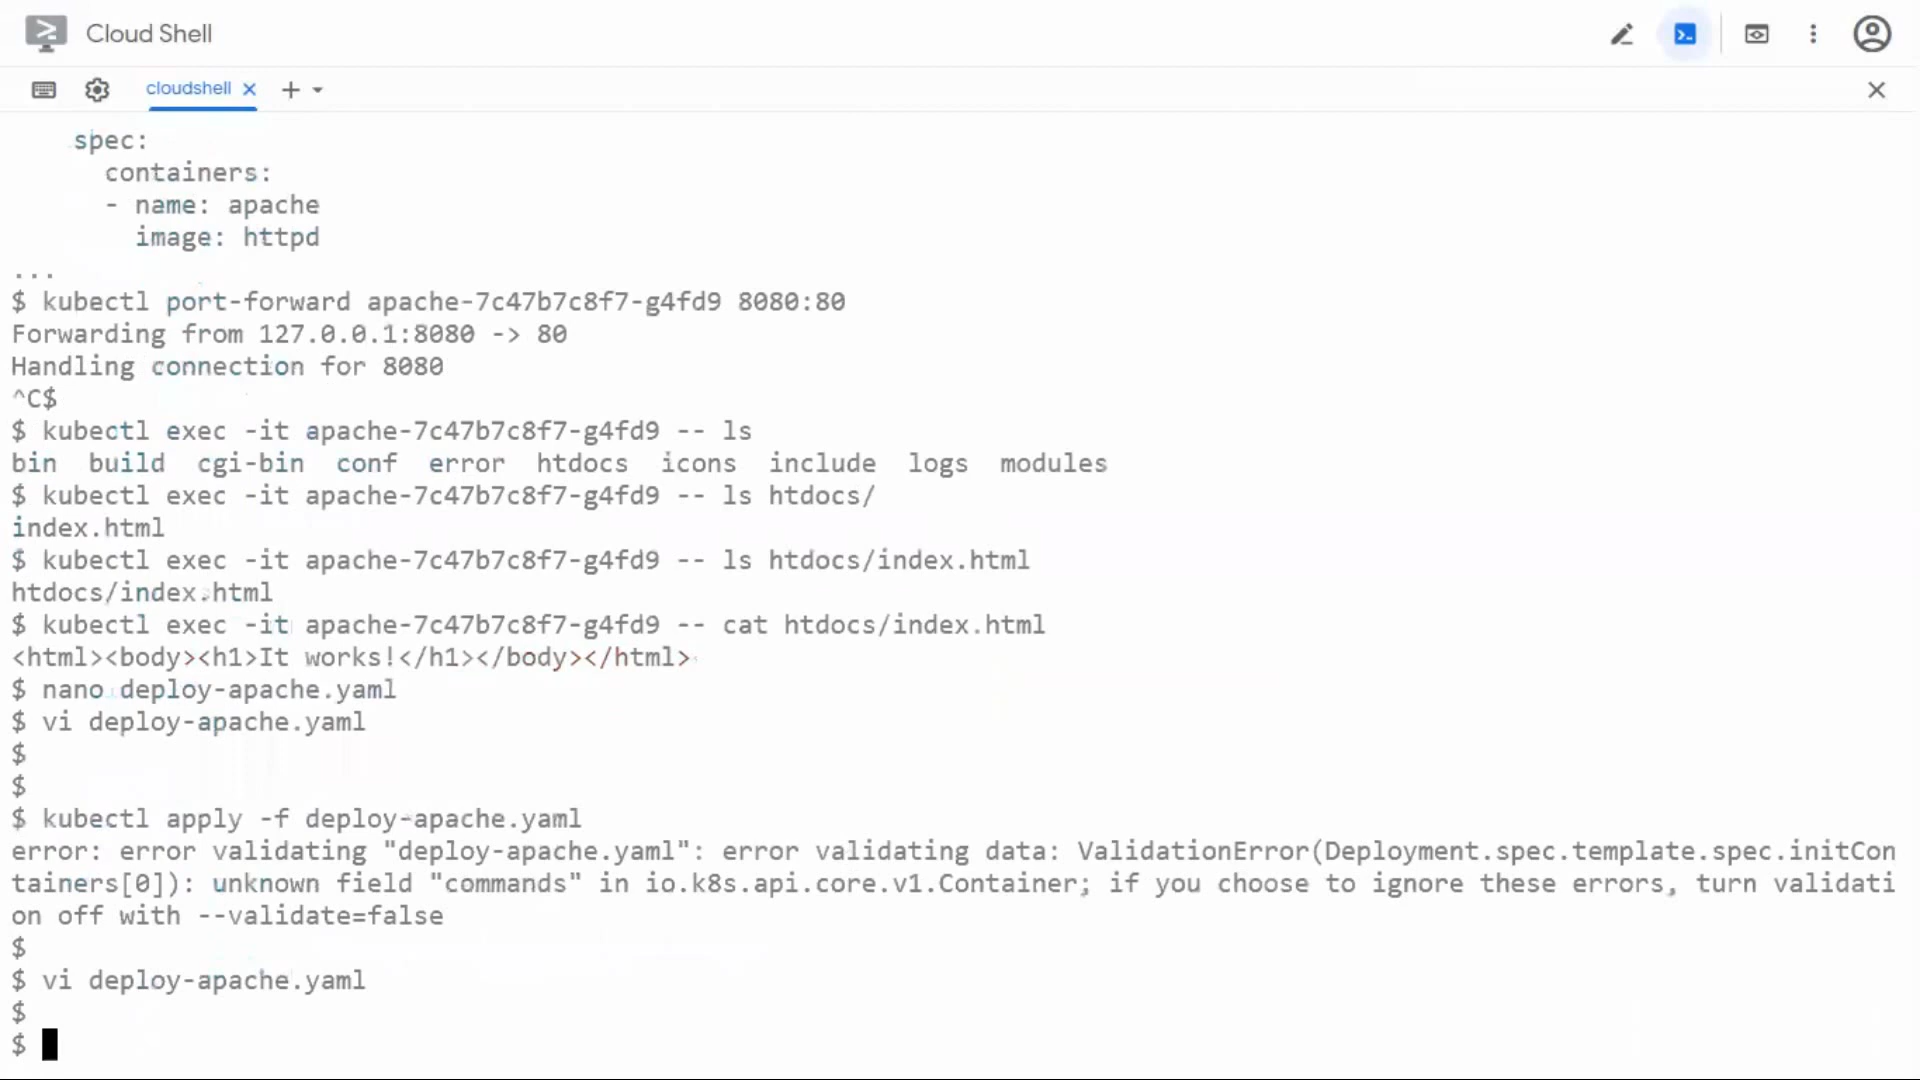 Cloud Shell
cloudshell
spec:
containers:
- name: apache
image: httpd
...
$ kubectl port-forward apache-7c47b7c8f7-g4fd9 8080:80
Forwarding from 127.0.0.1:8080 -> 80
Handling connection for 8080
^C$
$ kubectl exec -it apache-7c47b7c8f7-g4fd9 -- ls
bin  build  cgi-bin  conf  error  htdocs  icons  include  logs  modules
$ kubectl exec -it apache-7c47b7c8f7-g4fd9 -- ls htdocs/
index.html
$ kubectl exec -it apache-7c47b7c8f7-g4fd9 -- ls htdocs/index.html
htdocs/index.html
$ kubectl exec -it apache-7c47b7c8f7-g4fd9 -- cat htdocs/index.html
<html><body><h1>It works!</h1></body></html>
$ nano deploy-apache.yaml
$ vi deploy-apache.yaml
$
$
$ kubectl apply -f deploy-apache.yaml
error: error validating "deploy-apache.yaml": error validating data: ValidationError(Deployment.spec.template.spec.initCon
tainers[0]): unknown field "commands" in io.k8s.api.core.v1.Container; if you choose to ignore these errors, turn validati
on off with --validate=false
$
$ vi deploy-apache.yaml
$
$